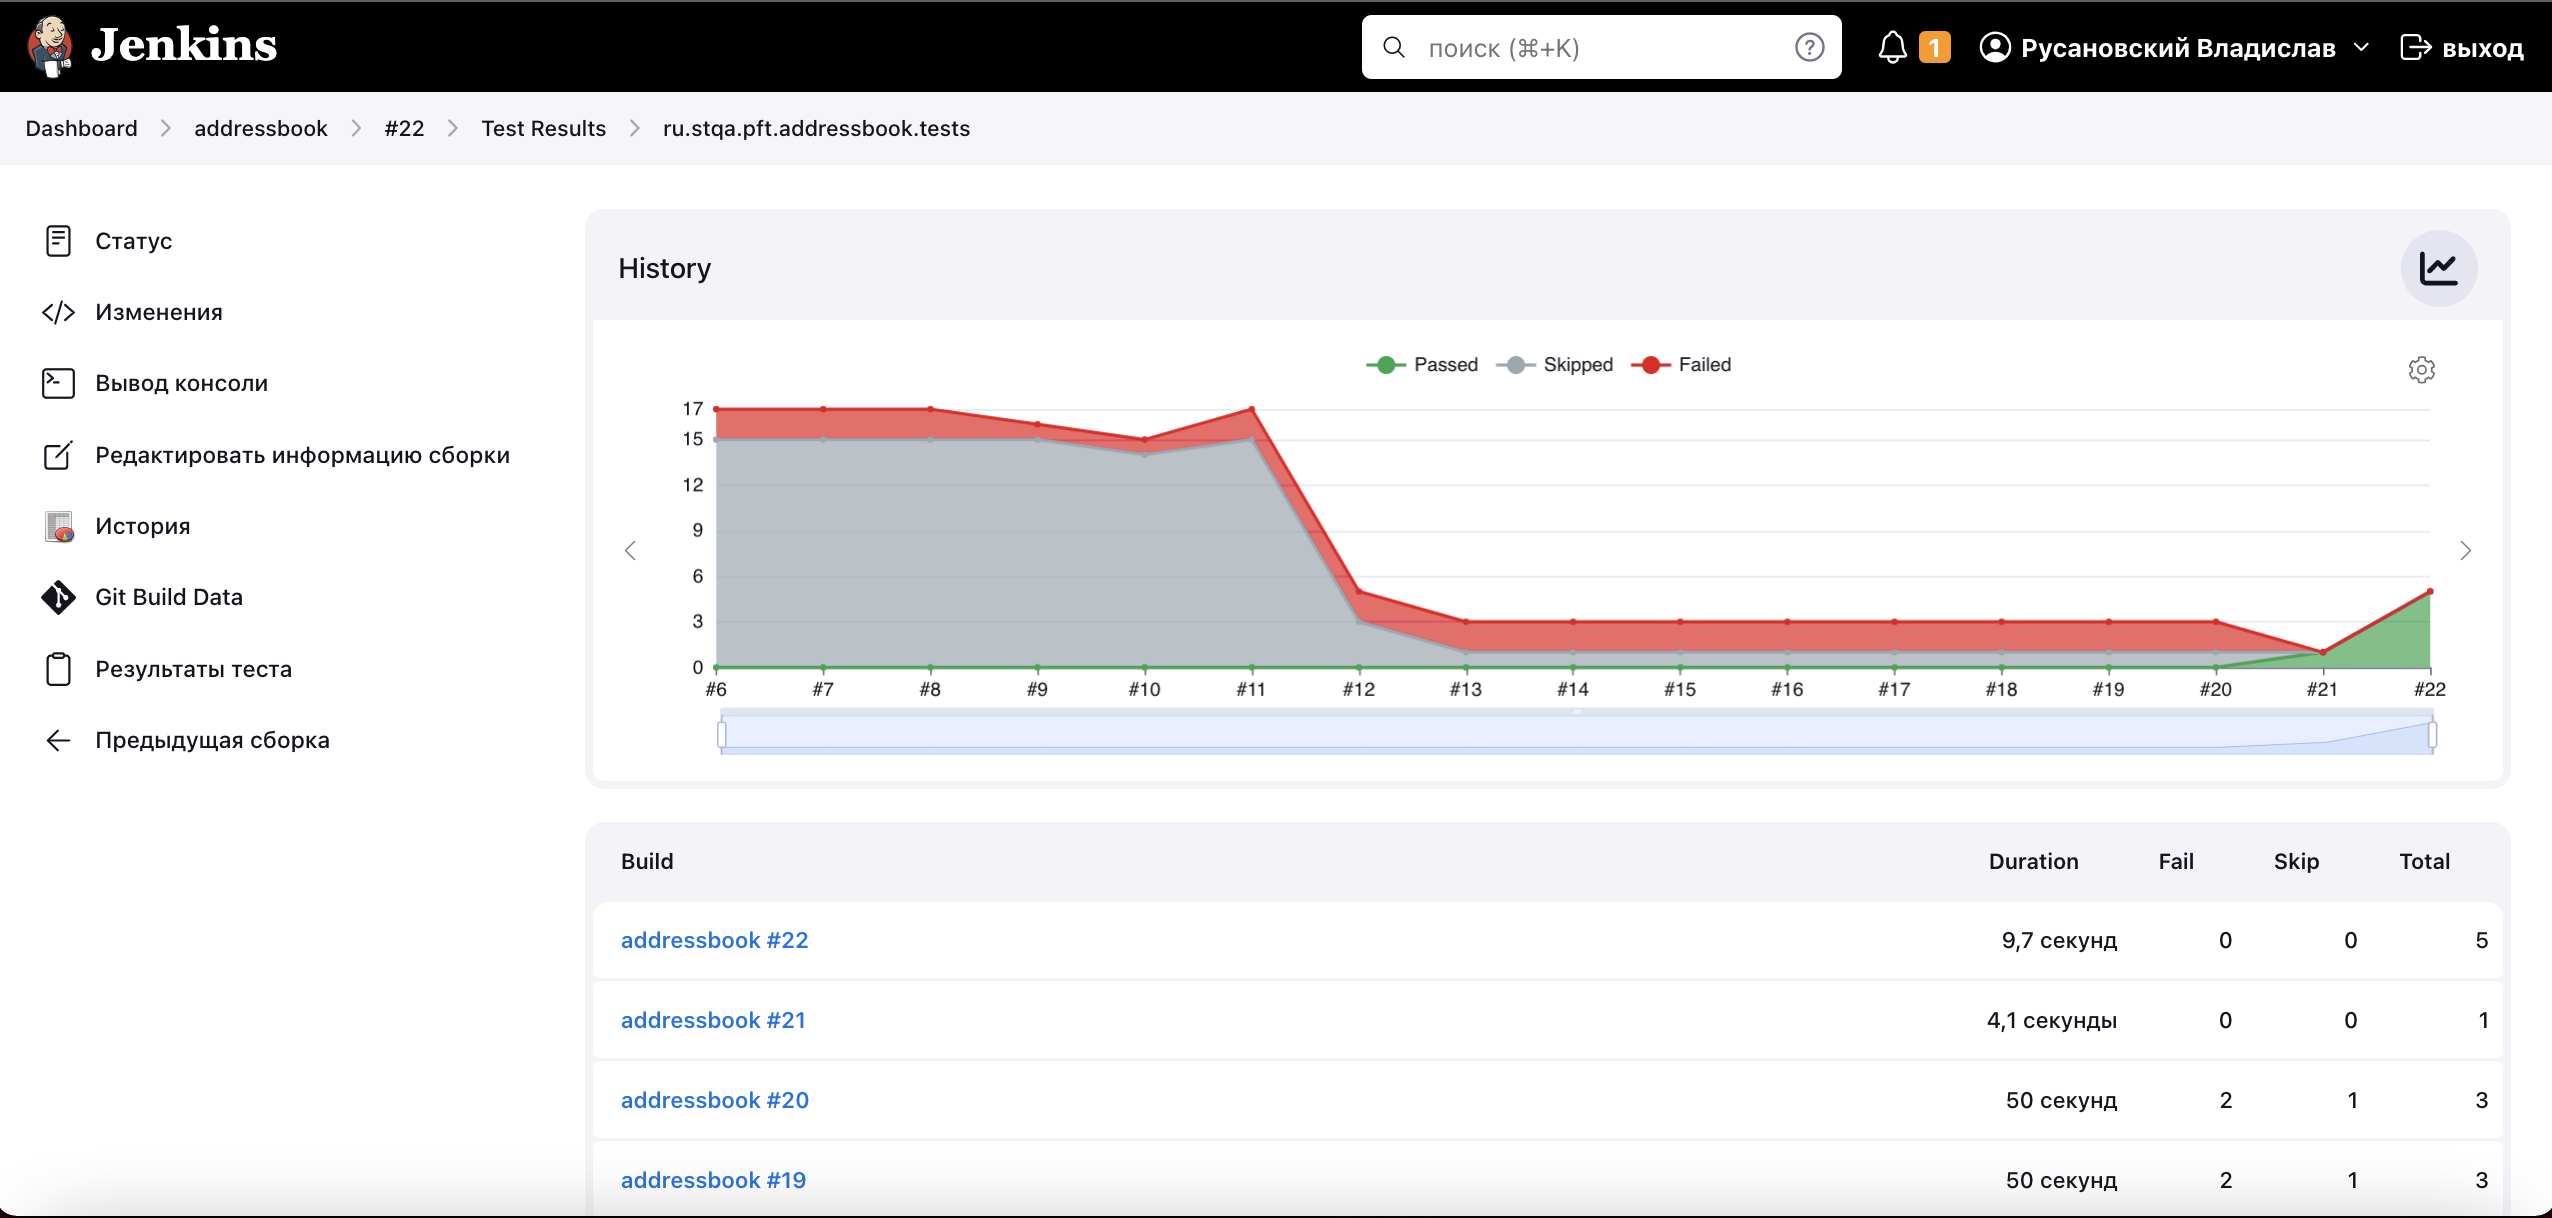 Jenkins
поиск (⌘+K)
1
Русановский Владислав
выход
Dashboard
addressbook
#22
Test Results
ru.stqa.pft.addressbook.tests
Статус
Изменения
Вывод консоли
Редактировать информацию сборки
История
Git Build Data
Результаты теста
Предыдущая сборка
History
Passed Skipped Failed
17
15
12
9
6
3
0
#6 #7 #8 #9 #10 #11 #12 #13 #14 #15 #16 #17 #18 #19 #20 #21 #22
Build Duration Fail Skip Total
addressbook #22 9,7 секунд 0 0 5
addressbook #21 4,1 секунды 0 0 1
addressbook #20 50 секунд 2 1 3
addressbook #19 50 секунд 2 1 3